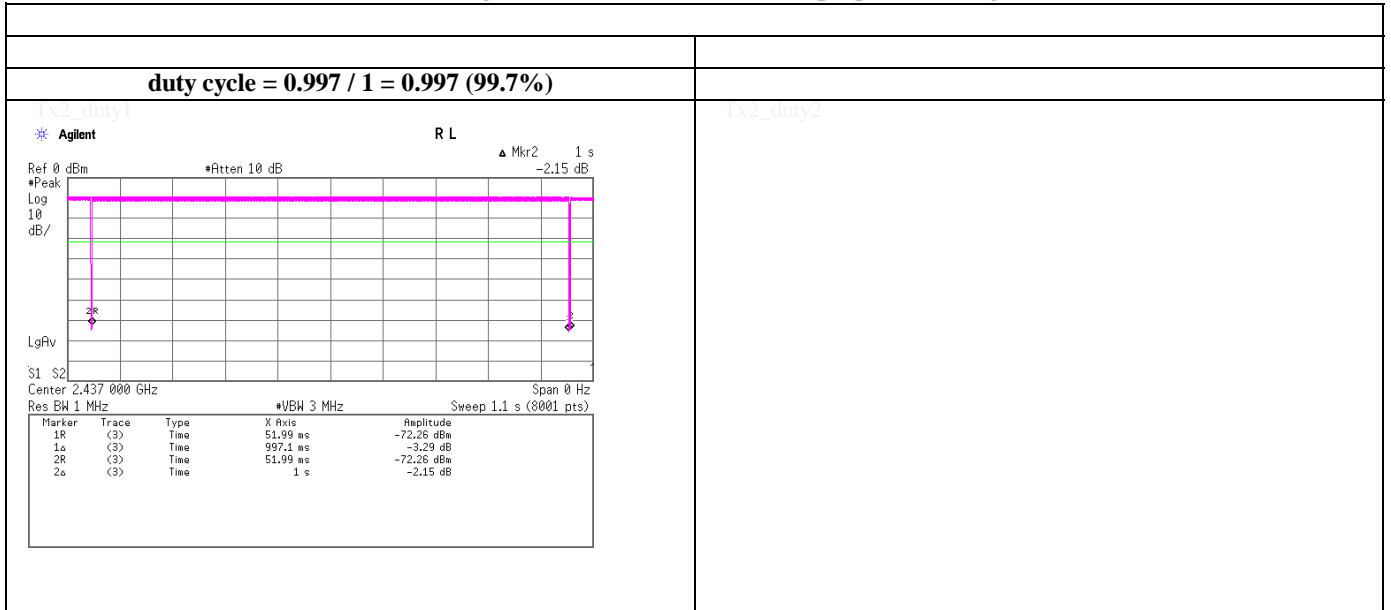 duty cycle = 0.997 / 1 = 0.997 (99.7%)
Tx2_duty1
Tx2_duty2
Agilent R L
Δ Mkr2 1 s
Ref 0 dBm #Atten 10 dB -2.15 dB
#Peak
Log
10
dB/
2R
2
LgAv
S1 S2
Center 2.437 000 GHz Span 0 Hz
Res BW 1 MHz #VBW 3 MHz Sweep 1.1 s (8001 pts)
Marker Trace Type X Axis Amplitude
1R (3) Time 51.99 ms -72.26 dBm
1Δ (3) Time 997.1 ms -3.29 dB
2R (3) Time 51.99 ms -72.26 dBm
2Δ (3) Time 1 s -2.15 dB